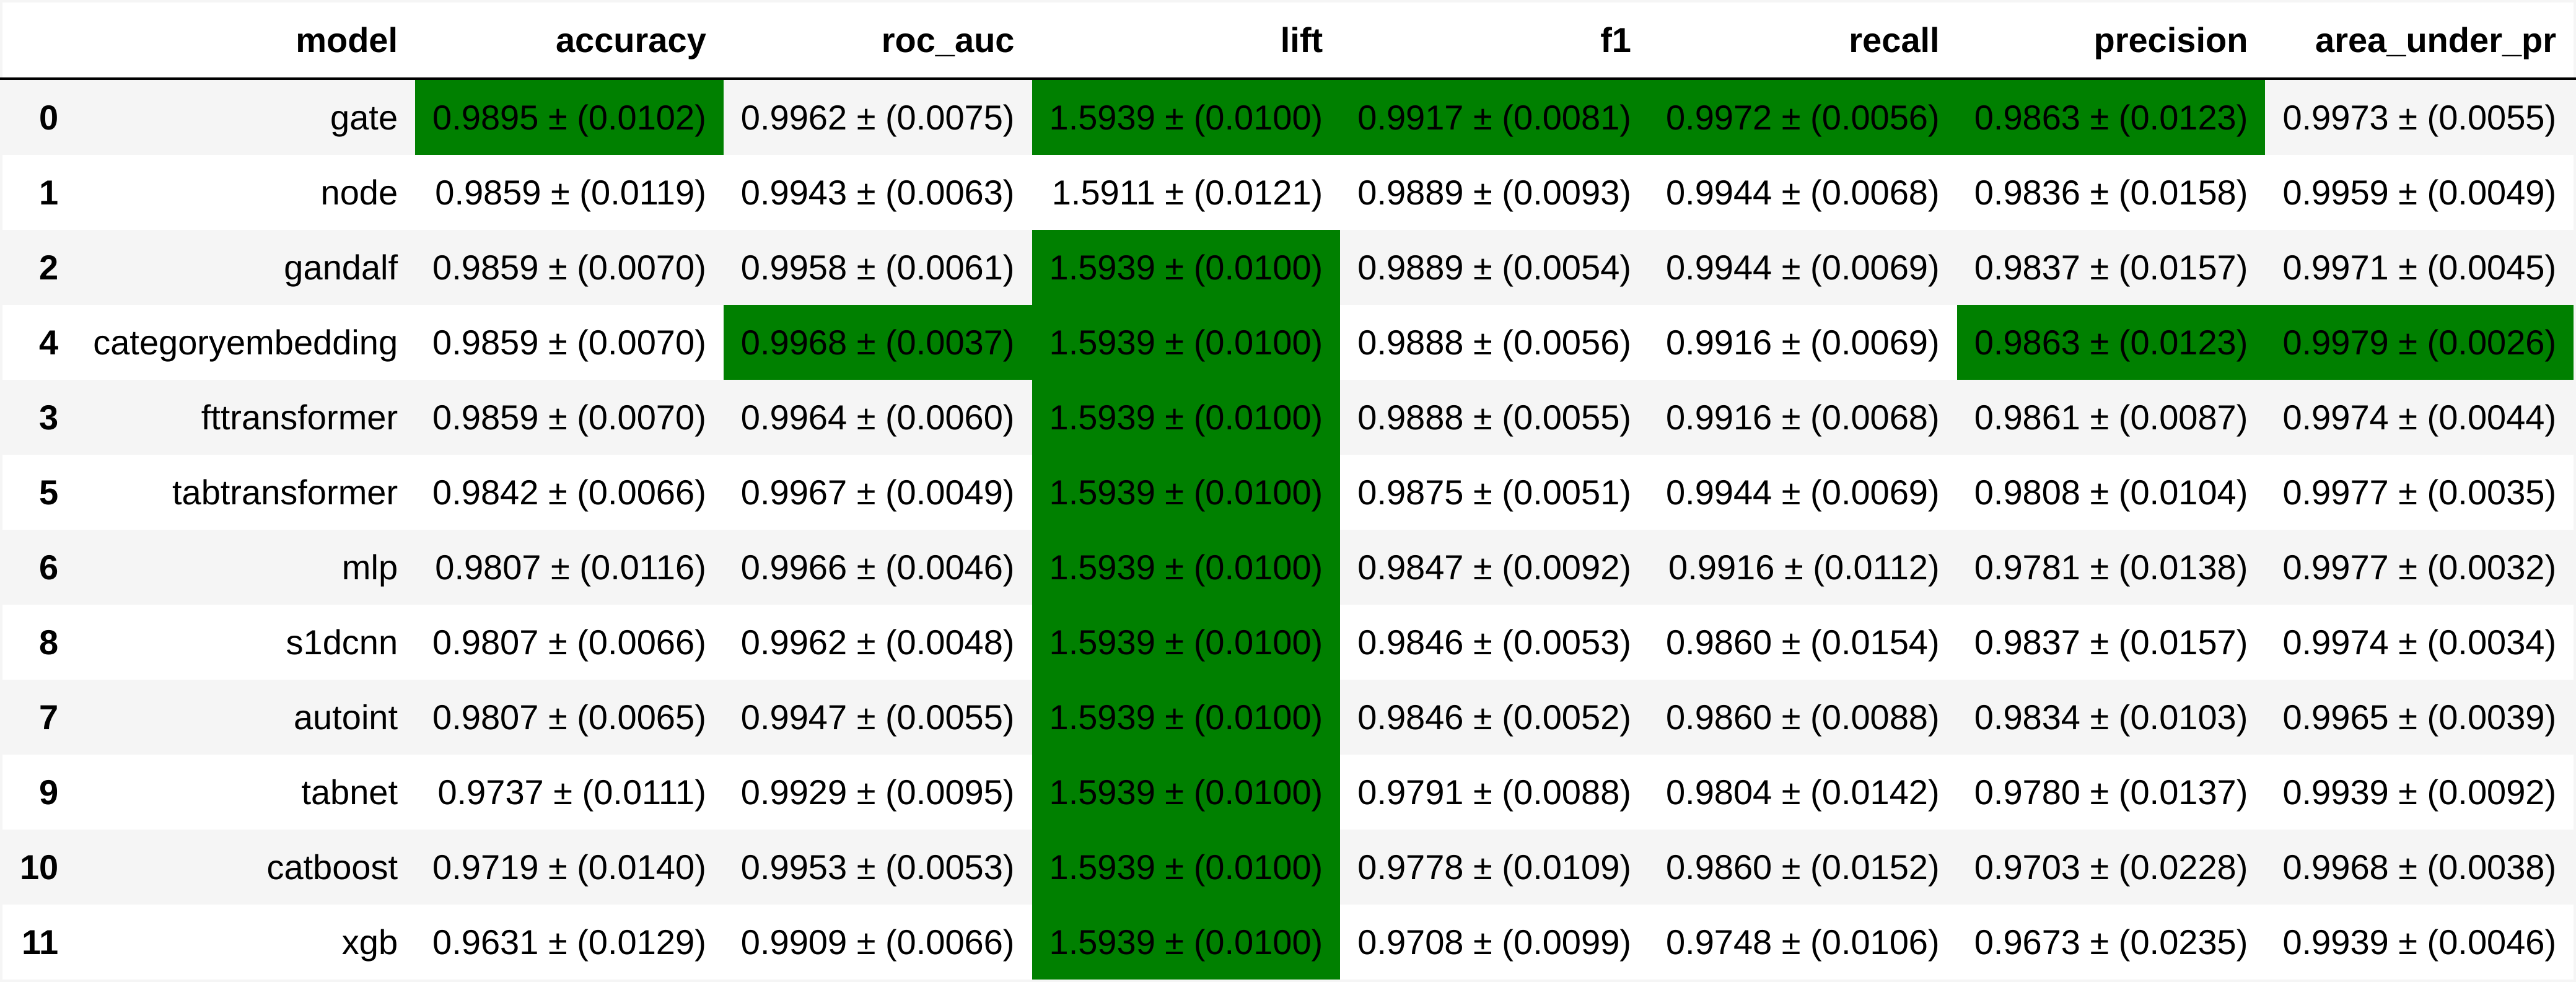 model accuracy roc_auc lift f1 recall precision area_under_pr
0 gate 0.9895 ± (0.0102) 0.9962 ± (0.0075) 1.5939 ± (0.0100) 0.9917 ± (0.0081) 0.9972 ± (0.0056) 0.9863 ± (0.0123) 0.9973 ± (0.0055)
1 node 0.9859 ± (0.0119) 0.9943 ± (0.0063) 1.5911 ± (0.0121) 0.9889 ± (0.0093) 0.9944 ± (0.0068) 0.9836 ± (0.0158) 0.9959 ± (0.0049)
2 gandalf 0.9859 ± (0.0070) 0.9958 ± (0.0061) 1.5939 ± (0.0100) 0.9889 ± (0.0054) 0.9944 ± (0.0069) 0.9837 ± (0.0157) 0.9971 ± (0.0045)
4 categoryembedding 0.9859 ± (0.0070) 0.9968 ± (0.0037) 1.5939 ± (0.0100) 0.9888 ± (0.0056) 0.9916 ± (0.0069) 0.9863 ± (0.0123) 0.9979 ± (0.0026)
3 fttransformer 0.9859 ± (0.0070) 0.9964 ± (0.0060) 1.5939 ± (0.0100) 0.9888 ± (0.0055) 0.9916 ± (0.0068) 0.9861 ± (0.0087) 0.9974 ± (0.0044)
5 tabtransformer 0.9842 ± (0.0066) 0.9967 ± (0.0049) 1.5939 ± (0.0100) 0.9875 ± (0.0051) 0.9944 ± (0.0069) 0.9808 ± (0.0104) 0.9977 ± (0.0035)
6 mlp 0.9807 ± (0.0116) 0.9966 ± (0.0046) 1.5939 ± (0.0100) 0.9847 ± (0.0092) 0.9916 ± (0.0112) 0.9781 ± (0.0138) 0.9977 ± (0.0032)
8 s1dcnn 0.9807 ± (0.0066) 0.9962 ± (0.0048) 1.5939 ± (0.0100) 0.9846 ± (0.0053) 0.9860 ± (0.0154) 0.9837 ± (0.0157) 0.9974 ± (0.0034)
7 autoint 0.9807 ± (0.0065) 0.9947 ± (0.0055) 1.5939 ± (0.0100) 0.9846 ± (0.0052) 0.9860 ± (0.0088) 0.9834 ± (0.0103) 0.9965 ± (0.0039)
9 tabnet 0.9737 ± (0.0111) 0.9929 ± (0.0095) 1.5939 ± (0.0100) 0.9791 ± (0.0088) 0.9804 ± (0.0142) 0.9780 ± (0.0137) 0.9939 ± (0.0092)
10 catboost 0.9719 ± (0.0140) 0.9953 ± (0.0053) 1.5939 ± (0.0100) 0.9778 ± (0.0109) 0.9860 ± (0.0152) 0.9703 ± (0.0228) 0.9968 ± (0.0038)
11 xgb 0.9631 ± (0.0129) 0.9909 ± (0.0066) 1.5939 ± (0.0100) 0.9708 ± (0.0099) 0.9748 ± (0.0106) 0.9673 ± (0.0235) 0.9939 ± (0.0046)